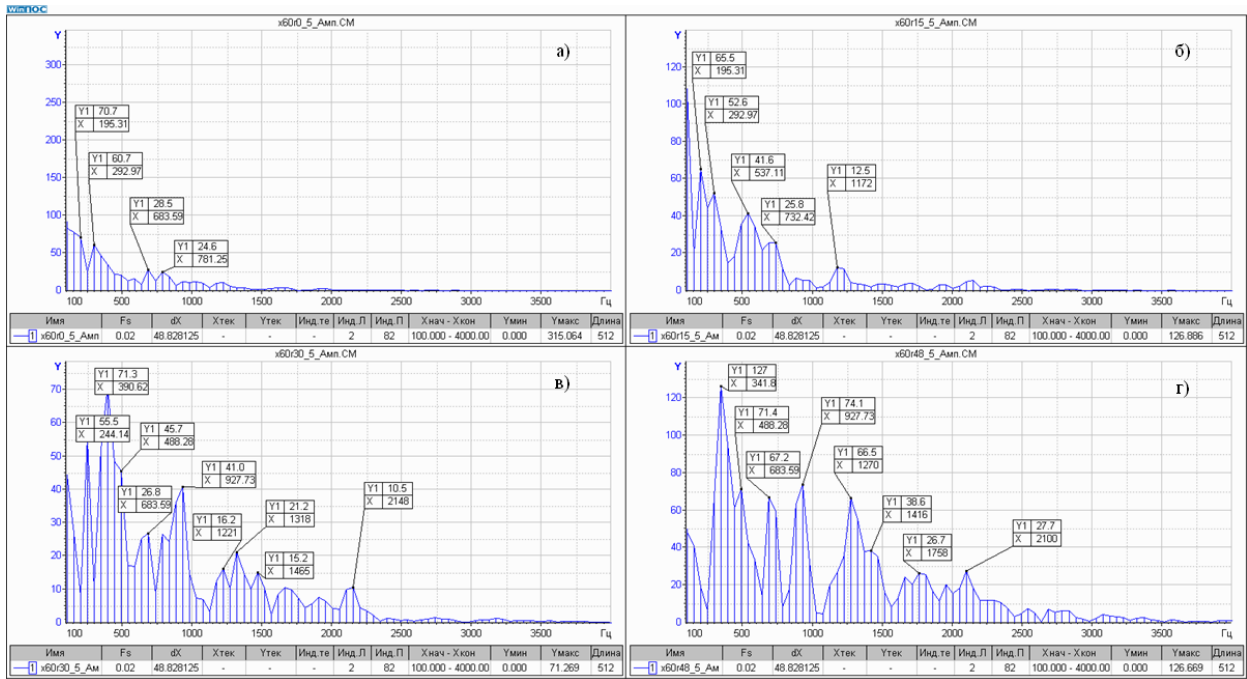 WinПОС
x60r0_5_Амп.СМ
Y
а)
300
250
200
150
100
50
0
Y1 70.7
X 195.31
Y1 60.7
X 292.97
Y1 28.5
X 683.59
Y1 24.6
X 781.25
100 500 1000 1500 2000 2500 3000 3500 Гц
Имя Fs dX Xтек Yтек Инд.те Инд.Л Инд.П Xнач - Xкон Yмин Yмакс Длина
1 x60r0_5_Амп 0.02 48.828125 - - - 2 82 100.000 - 4000.00 0.000 315.064 512
x60r15_5_Амп.СМ
Y
б)
120
100
80
60
40
20
0
Y1 65.5
X 195.31
Y1 52.6
X 292.97
Y1 41.6
X 537.11
Y1 25.8
X 732.42
Y1 12.5
X 1172
100 500 1000 1500 2000 2500 3000 3500 Гц
Имя Fs dX Xтек Yтек Инд.те Инд.Л Инд.П Xнач - Xкон Yмин Yмакс Длина
1 x60r15_5_Ам 0.02 48.828125 - - - 2 82 100.000 - 4000.00 0.000 126.886 512
x60r30_5_Амп.СМ
Y
в)
70
60
50
40
30
20
10
0
Y1 71.3
X 390.62
Y1 55.5
X 244.14
Y1 45.7
X 488.28
Y1 26.8
X 683.59
Y1 41.0
X 927.73
Y1 16.2
X 1221
Y1 21.2
X 1318
Y1 15.2
X 1465
Y1 10.5
X 2148
100 500 1000 1500 2000 2500 3000 3500 Гц
Имя Fs dX Xтек Yтек Инд.те Инд.Л Инд.П Xнач - Xкон Yмин Yмакс Длина
1 x60r30_5_Ам 0.02 48.828125 - - - 2 82 100.000 - 4000.00 0.000 71.269 512
x60r48_5_Амп.СМ
Y
г)
120
100
80
60
40
20
0
Y1 127
X 341.8
Y1 71.4
X 488.28
Y1 67.2
X 683.59
Y1 74.1
X 927.73
Y1 66.5
X 1270
Y1 38.6
X 1416
Y1 26.7
X 1758
Y1 27.7
X 2100
100 500 1000 1500 2000 2500 3000 3500 Гц
Имя Fs dX Xтек Yтек Инд.те Инд.Л Инд.П Xнач - Xкон Yмин Yмакс Длина
1 x60r48_5_Ам 0.02 48.828125 - - - 2 82 100.000 - 4000.00 0.000 126.669 512